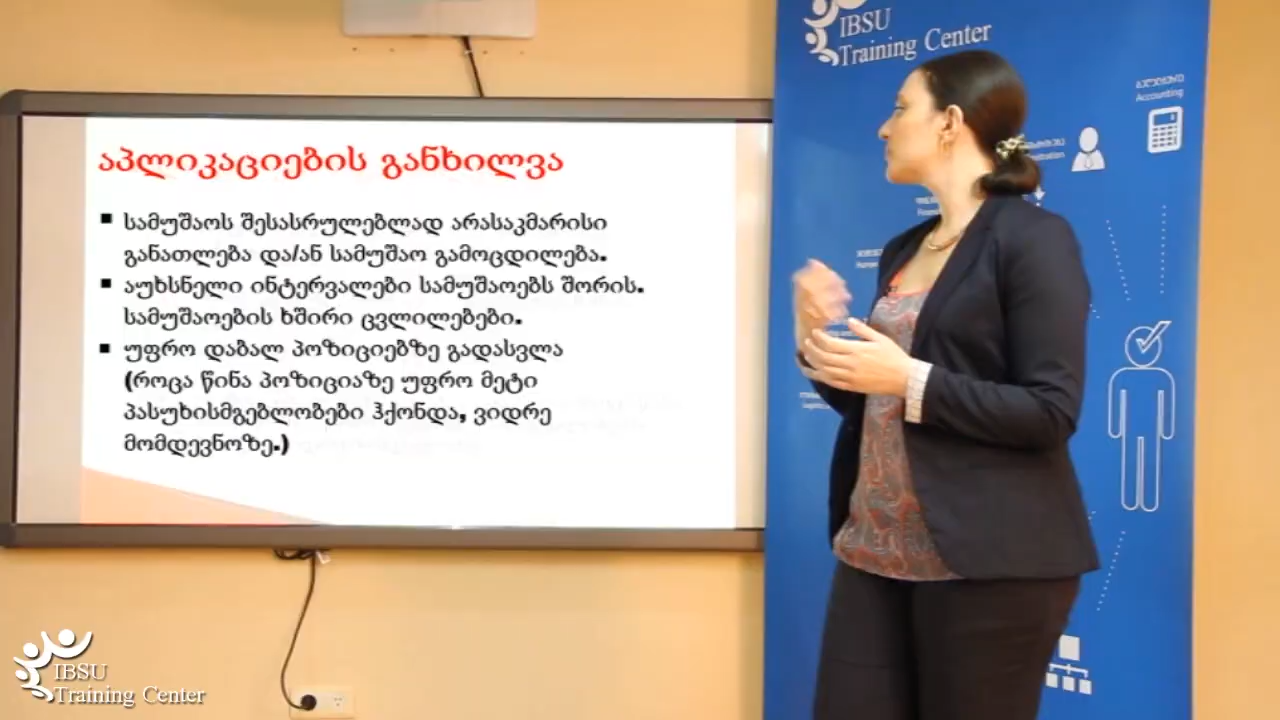 აპლიკაციების განხილვა
სამუშაოს შესასრულებლად არასაკმარისი
განათლება და/ან სამუშაო გამოცდილება.
აუხსნელი ინტერვალები სამუშაოებს შორის.
სამუშაოების ხშირი ცვლილებები.
უფრო დაბალ პოზიციებზე გადასვლა
(როცა წინა პოზიციაზე უფრო მეტი
პასუხისმგებლობები ჰქონდა, ვიდრე
მომდევნოზე.)
IBSU
Training Center
Accounting
IBSU
Training Center